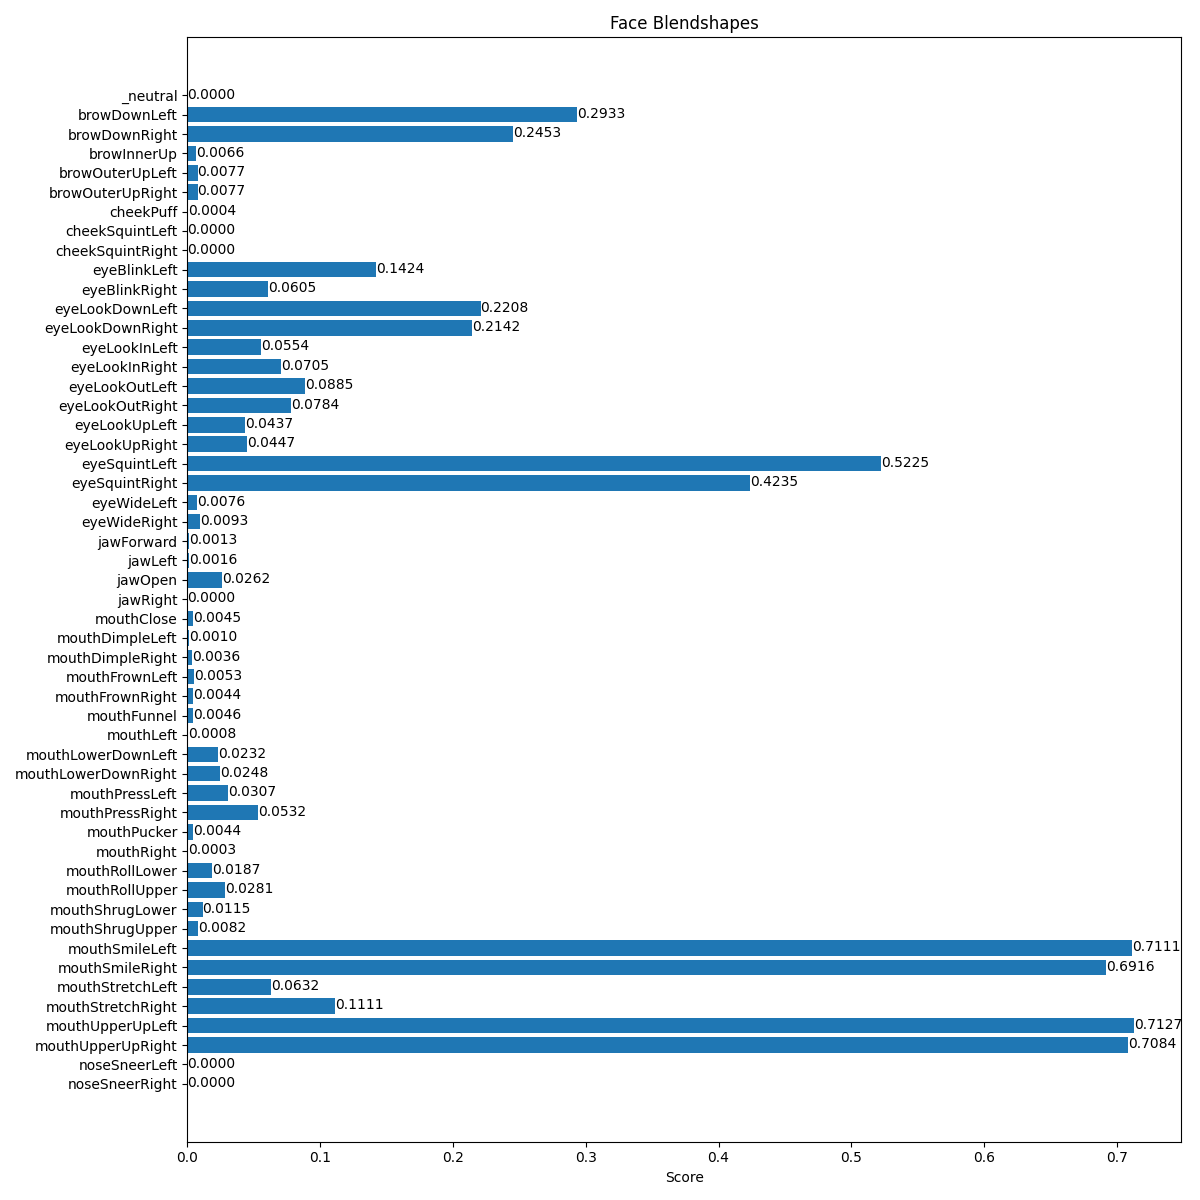 Face Blendshapes
_neutral 0.0000
browDownLeft 0.2933
browDownRight 0.2453
browInnerUp 0.0066
browOuterUpLeft 0.0077
browOuterUpRight 0.0077
cheekPuff 0.0004
cheekSquintLeft 0.0000
cheekSquintRight 0.0000
eyeBlinkLeft 0.1424
eyeBlinkRight 0.0605
eyeLookDownLeft 0.2208
eyeLookDownRight 0.2142
eyeLookInLeft 0.0554
eyeLookInRight 0.0705
eyeLookOutLeft 0.0885
eyeLookOutRight 0.0784
eyeLookUpLeft 0.0437
eyeLookUpRight 0.0447
eyeSquintLeft 0.5225
eyeSquintRight 0.4235
eyeWideLeft 0.0076
eyeWideRight 0.0093
jawForward 0.0013
jawLeft 0.0016
jawOpen 0.0262
jawRight 0.0000
mouthClose 0.0045
mouthDimpleLeft 0.0010
mouthDimpleRight 0.0036
mouthFrownLeft 0.0053
mouthFrownRight 0.0044
mouthFunnel 0.0046
mouthLeft 0.0008
mouthLowerDownLeft 0.0232
mouthLowerDownRight 0.0248
mouthPressLeft 0.0307
mouthPressRight 0.0532
mouthPucker 0.0044
mouthRight 0.0003
mouthRollLower 0.0187
mouthRollUpper 0.0281
mouthShrugLower 0.0115
mouthShrugUpper 0.0082
mouthSmileLeft 0.7111
mouthSmileRight 0.6916
mouthStretchLeft 0.0632
mouthStretchRight 0.1111
mouthUpperUpLeft 0.7127
mouthUpperUpRight 0.7084
noseSneerLeft 0.0000
noseSneerRight 0.0000
0.0 0.1 0.2 0.3 0.4 0.5 0.6 0.7
Score